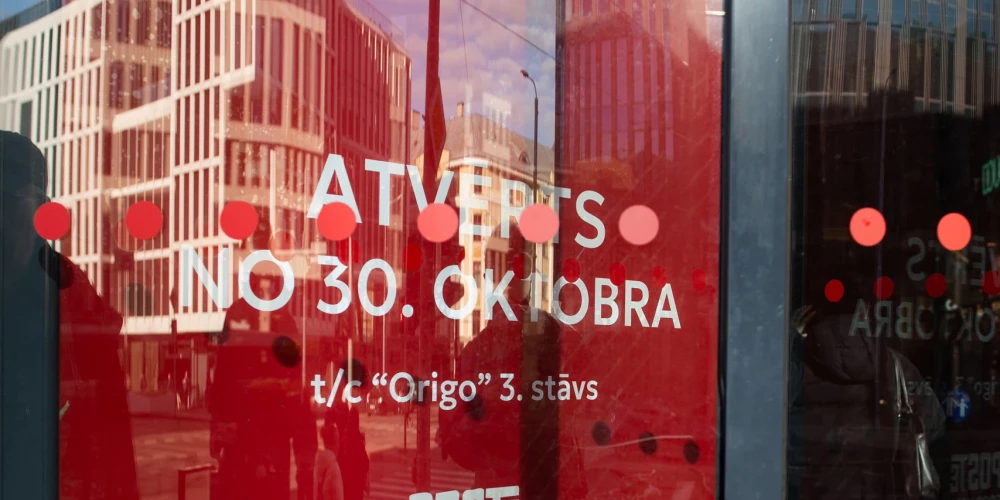 ATVĒRTS
NO 30. OKTOBRA
t/c “Origo” 3. stāvs